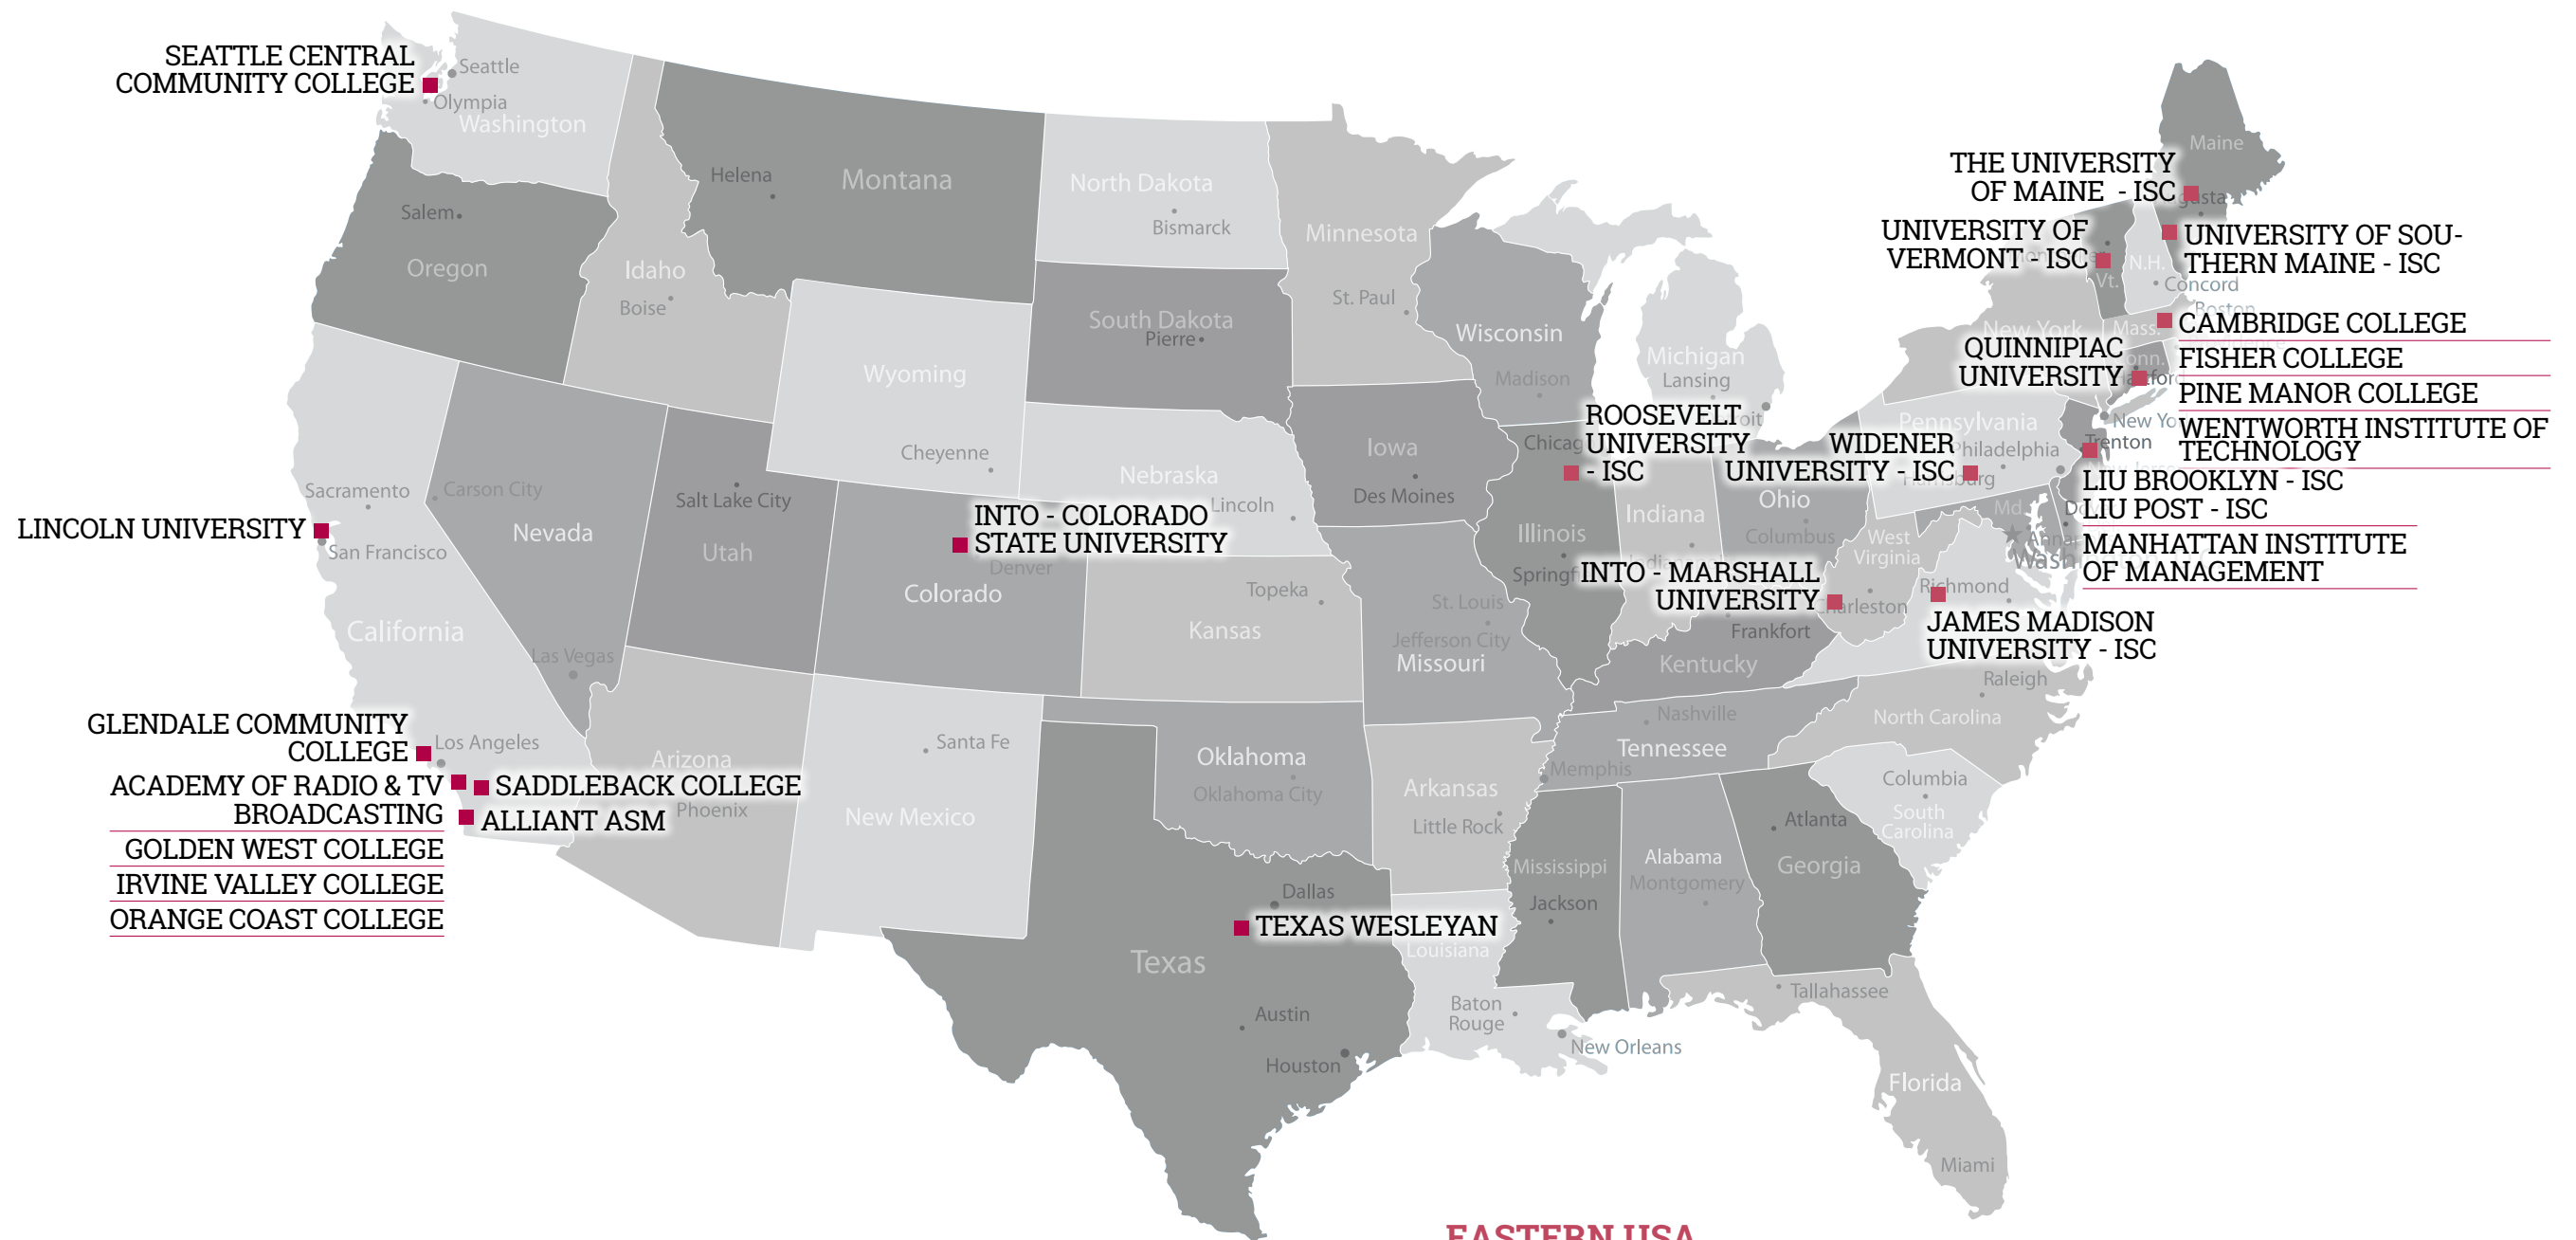 SEATTLE CENTRAL
COMMUNITY COLLEGE
Seattle
Olympia
Washington
Helena
Montana
North Dakota
Bismarck
Minnesota
St. Paul
Maine
THE UNIVERSITY
OF MAINE - ISC
UNIVERSITY OF
VERMONT - ISC
UNIVERSITY OF SOU-
THERN MAINE - ISC
N.H.
Vt.
Concord
Boston
Salem
Oregon
Idaho
Boise
South Dakota
Pierre
Wyoming
Cheyenne
Wisconsin
Madison
Michigan
Lansing
New York
Mass.
CAMBRIDGE COLLEGE
QUINNIPIAC
UNIVERSITY
FISHER COLLEGE
PINE MANOR COLLEGE
WENTWORTH INSTITUTE OF
TECHNOLOGY
New
Trenton
Pennsylvania
Philadelphia
ROOSEVELT
UNIVERSITY
- ISC
WIDENER
UNIVERSITY - ISC
LIU BROOKLYN - ISC
LIU POST - ISC
MANHATTAN INSTITUTE
OF MANAGEMENT
Md.
Iowa
Des Moines
Nebraska
Lincoln
Illinois
Indiana
Ohio
Columbus
West
Virginia
Richmond
INTO - MARSHALL
UNIVERSITY
JAMES MADISON
UNIVERSITY - ISC
Sacramento
Carson City
Nevada
Salt Lake City
Utah
LINCOLN UNIVERSITY
San Francisco
INTO - COLORADO
STATE UNIVERSITY
Denver
Colorado
Topeka
Kansas
St. Louis
Jefferson City
Missouri
Frankfort
Kentucky
California
Las Vegas
Raleigh
North Carolina
Nashville
Tennessee
Memphis
GLENDALE COMMUNITY
COLLEGE
Los Angeles
ACADEMY OF RADIO & TV
BROADCASTING
SADDLEBACK COLLEGE
ALLIANT ASM
GOLDEN WEST COLLEGE
IRVINE VALLEY COLLEGE
ORANGE COAST COLLEGE
Arizona
Phoenix
Santa Fe
New Mexico
Oklahoma
Oklahoma City
Arkansas
Little Rock
Columbia
South
Carolina
Atlanta
Georgia
Alabama
Montgomery
Mississippi
Jackson
Dallas
TEXAS WESLEYAN
Texas
Louisiana
Austin
Houston
Baton
Rouge
New Orleans
Tallahassee
Florida
Miami
EASTERN USA